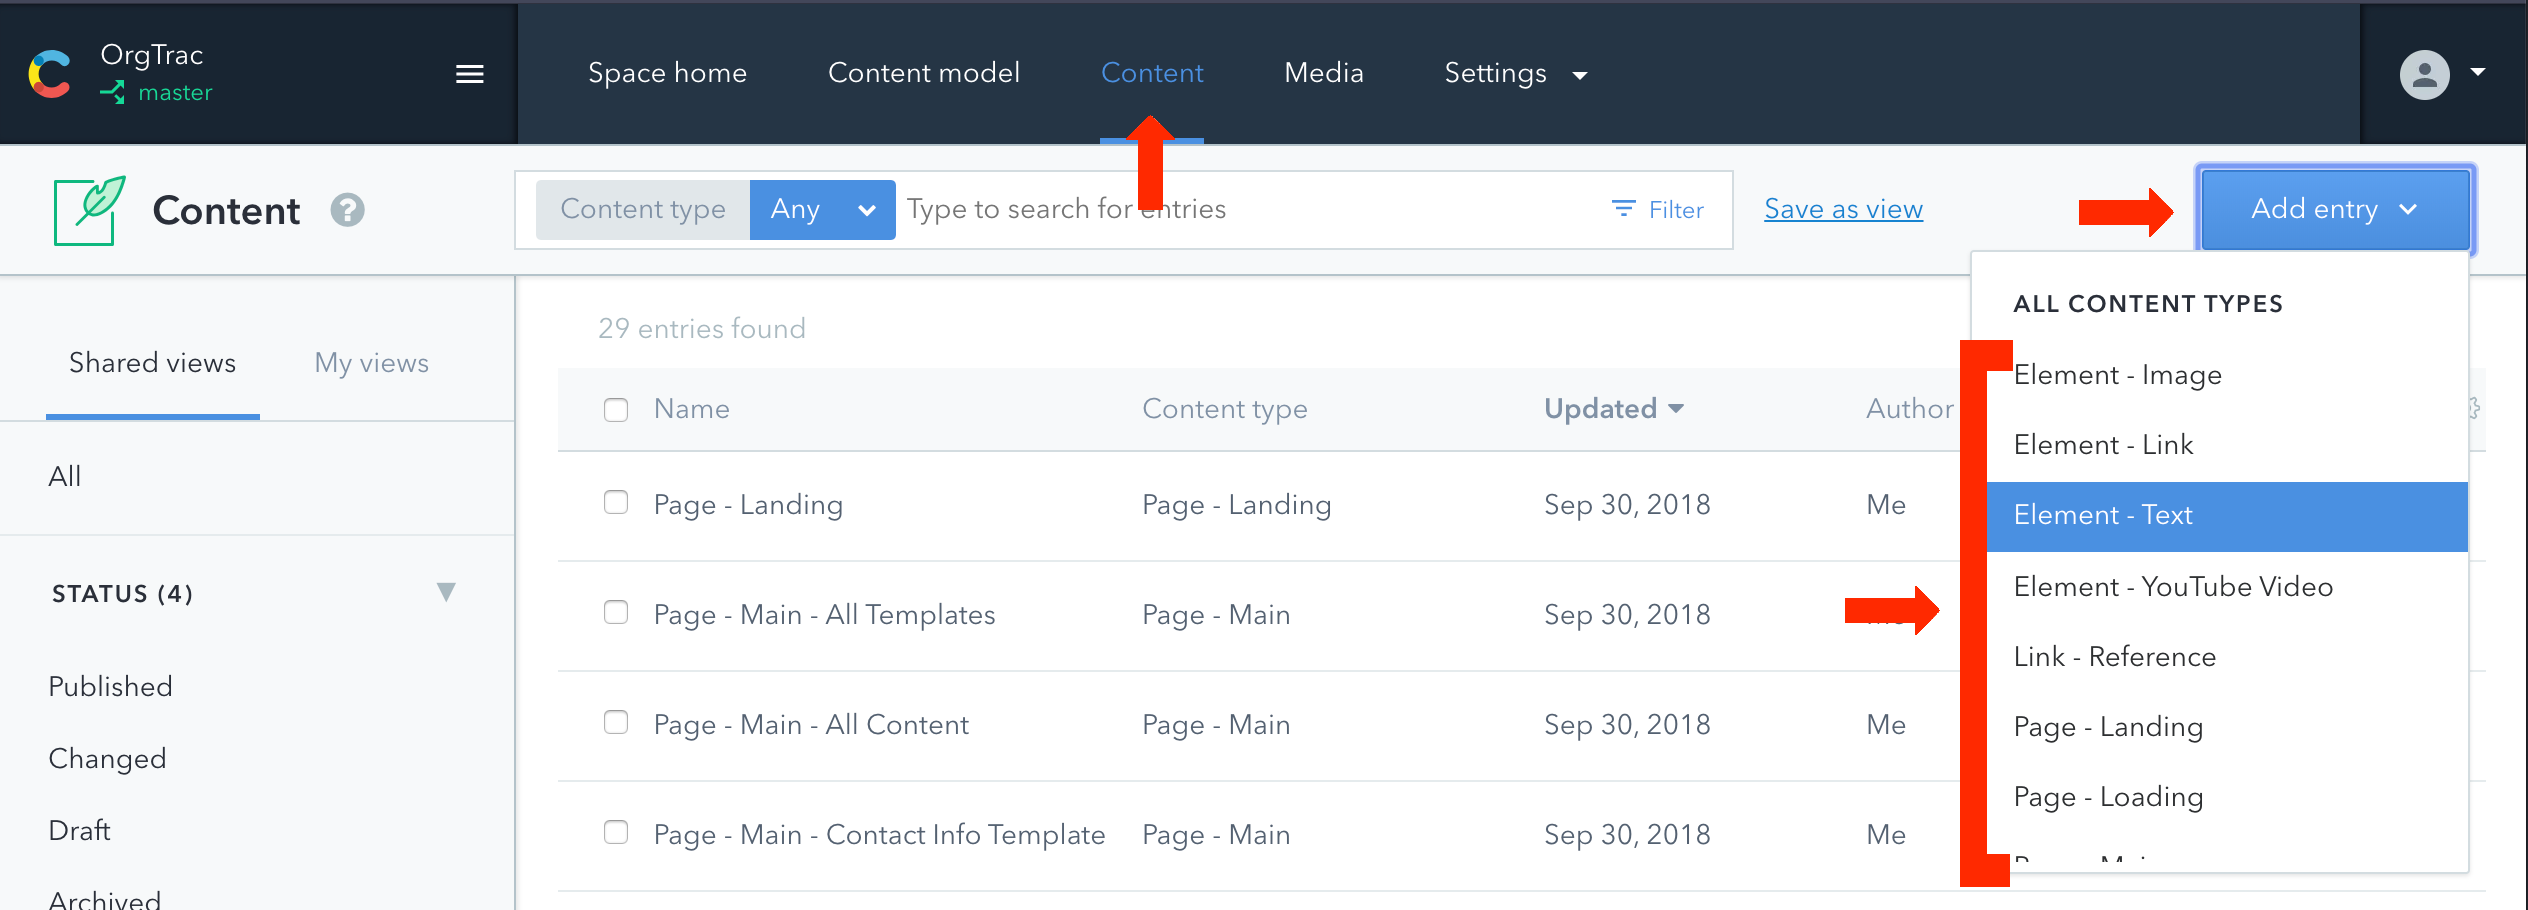 OrgTrac
master
Space home
Content model
Content
Media
Settings
Content
?
Content type
Any
Type to search for entries
Filter
Save as view
Add entry
ALL CONTENT TYPES
Element - Image
Element - Link
Element - Text
Element - YouTube Video
Link - Reference
Page - Landing
Page - Loading
Shared views
My views
All
STATUS (4)
Published
Changed
Draft
Archived
29 entries found
Name Content type Updated Author
Page - Landing Page - Landing Sep 30, 2018 Me
Page - Main - All Templates Page - Main Sep 30, 2018
Page - Main - All Content Page - Main Sep 30, 2018 Me
Page - Main - Contact Info Template Page - Main Sep 30, 2018 Me